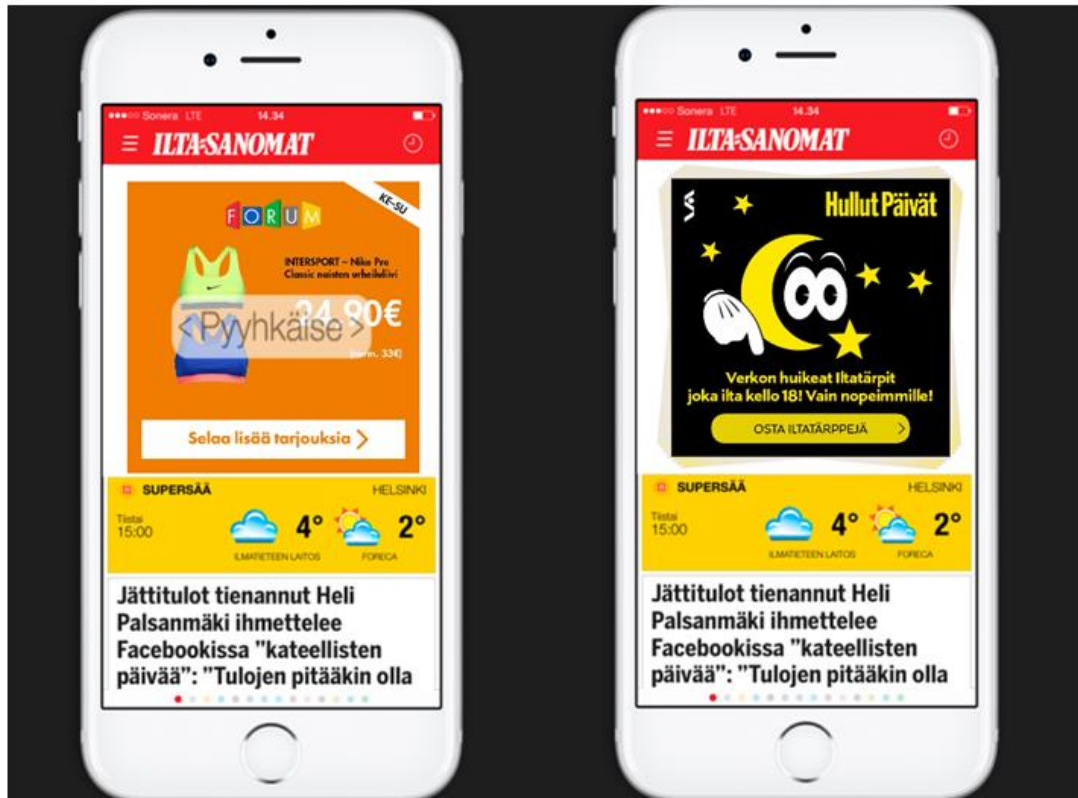 Sonera LTE 14.34
ILTA-SANOMAT
KE-SU
FORUM
INTERSPORT – Nike Pro
Classic naisten urheiluliivi
24,90€
<Pyyhkäise>
(norm. 33€)
Selaa lisää tarjouksia >
SUPERSÄÄ HELSINKI
Tiistai
15:00
4° 2°
ILMATIETEEN LAITOS FORECA
Jättitulot tienannut Heli
Palsanmäki ihmettelee
Facebookissa ”kateellisten
päivää”: ”Tulojen pitääkin olla
Sonera LTE 14.34
ILTA-SANOMAT
Hullut Päivät
Verkon huikeat Iltatärpit
joka ilta kello 18! Vain nopeimmille!
OSTA ILTATÄRPPEJÄ >
SUPERSÄÄ HELSINKI
Tiistai
15:00
4° 2°
ILMATIETEEN LAITOS FORECA
Jättitulot tienannut Heli
Palsanmäki ihmettelee
Facebookissa ”kateellisten
päivää”: ”Tulojen pitääkin olla